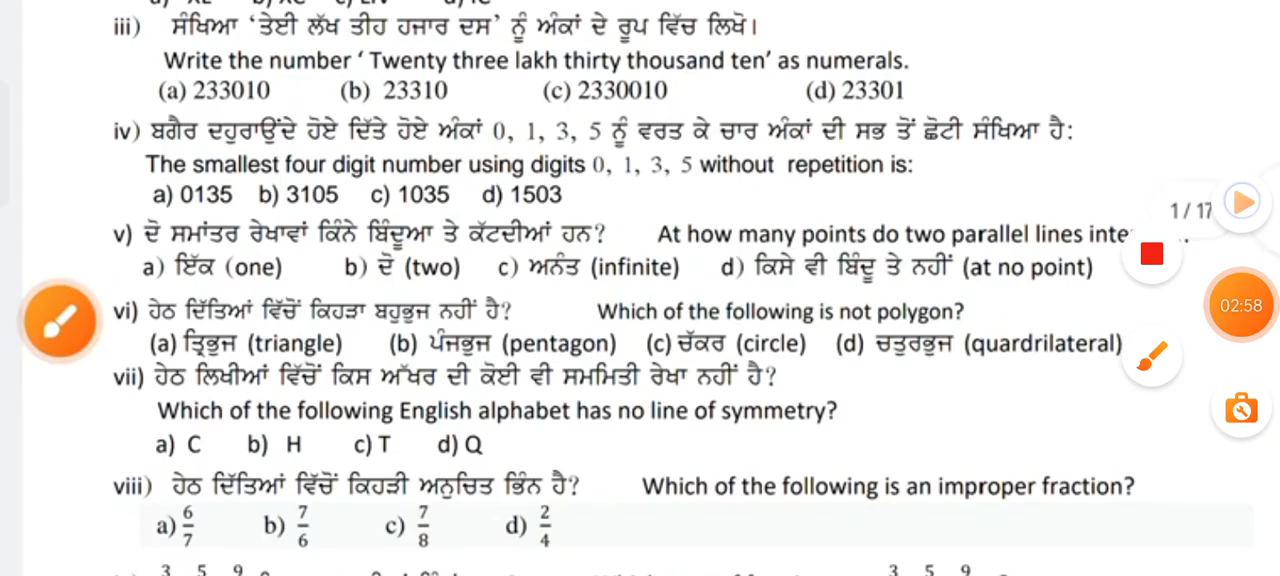 iii) ਸੰਖਿਆ ‘ਤੇਈ ਲੱਖ ਤੀਹ ਹਜਾਰ ਦਸ’ ਨੂੰ ਅੰਕਾਂ ਦੇ ਰੂਪ ਵਿੱਚ ਲਿਖੋ।
Write the number ‘ Twenty three lakh thirty thousand ten’ as numerals.
(a) 233010 (b) 23310 (c) 2330010 (d) 23301
iv) ਬਗੈਰ ਦਹੁਰਾਉਂਦੇ ਹੋਏ ਦਿੱਤੇ ਹੋਏ ਅੰਕਾਂ 0, 1, 3, 5 ਨੂੰ ਵਰਤ ਕੇ ਚਾਰ ਅੰਕਾਂ ਦੀ ਸਭ ਤੋਂ ਛੋਟੀ ਸੰਖਿਆ ਹੈ:
The smallest four digit number using digits 0, 1, 3, 5 without repetition is:
a) 0135 b) 3105 c) 1035 d) 1503
1 / 17
v) ਦੋ ਸਮਾਂਤਰ ਰੇਖਾਵਾਂ ਕਿੰਨੇ ਬਿੰਦੂਆ ਤੇ ਕੱਟਦੀਆਂ ਹਨ? At how many points do two parallel lines
a) ਇੱਕ (one) b) ਦੋ (two) c) ਅਨੰਤ (infinite) d) ਕਿਸੇ ਵੀ ਬਿੰਦੂ ਤੇ ਨਹੀਂ (at no point)
02:58
vi) ਹੇਠ ਦਿੱਤਿਆਂ ਵਿੱਚੋਂ ਕਿਹੜਾ ਬਹੁਭੁਜ ਨਹੀਂ ਹੈ? Which of the following is not polygon?
(a) ਤ੍ਰਿਭੁਜ (triangle) (b) ਪੰਜਭੁਜ (pentagon) (c) ਚੱਕਰ (circle) (d) ਚਤੁਰਭੁਜ (quardrilateral)
vii) ਹੇਠ ਲਿਖੀਆਂ ਵਿੱਚੋਂ ਕਿਸ ਅੱਖਰ ਦੀ ਕੋਈ ਵੀ ਸਮਮਿਤੀ ਰੇਖਾ ਨਹੀਂ ਹੈ?
Which of the following English alphabet has no line of symmetry?
a) C b) H c) T d) Q
viii) ਹੇਠ ਦਿੱਤਿਆਂ ਵਿੱਚੋਂ ਕਿਹੜੀ ਅਨੁਚਿਤ ਭਿੰਨ ਹੈ? Which of the following is an improper fraction?
a) 6/7 b) 7/6 c) 7/8 d) 2/4